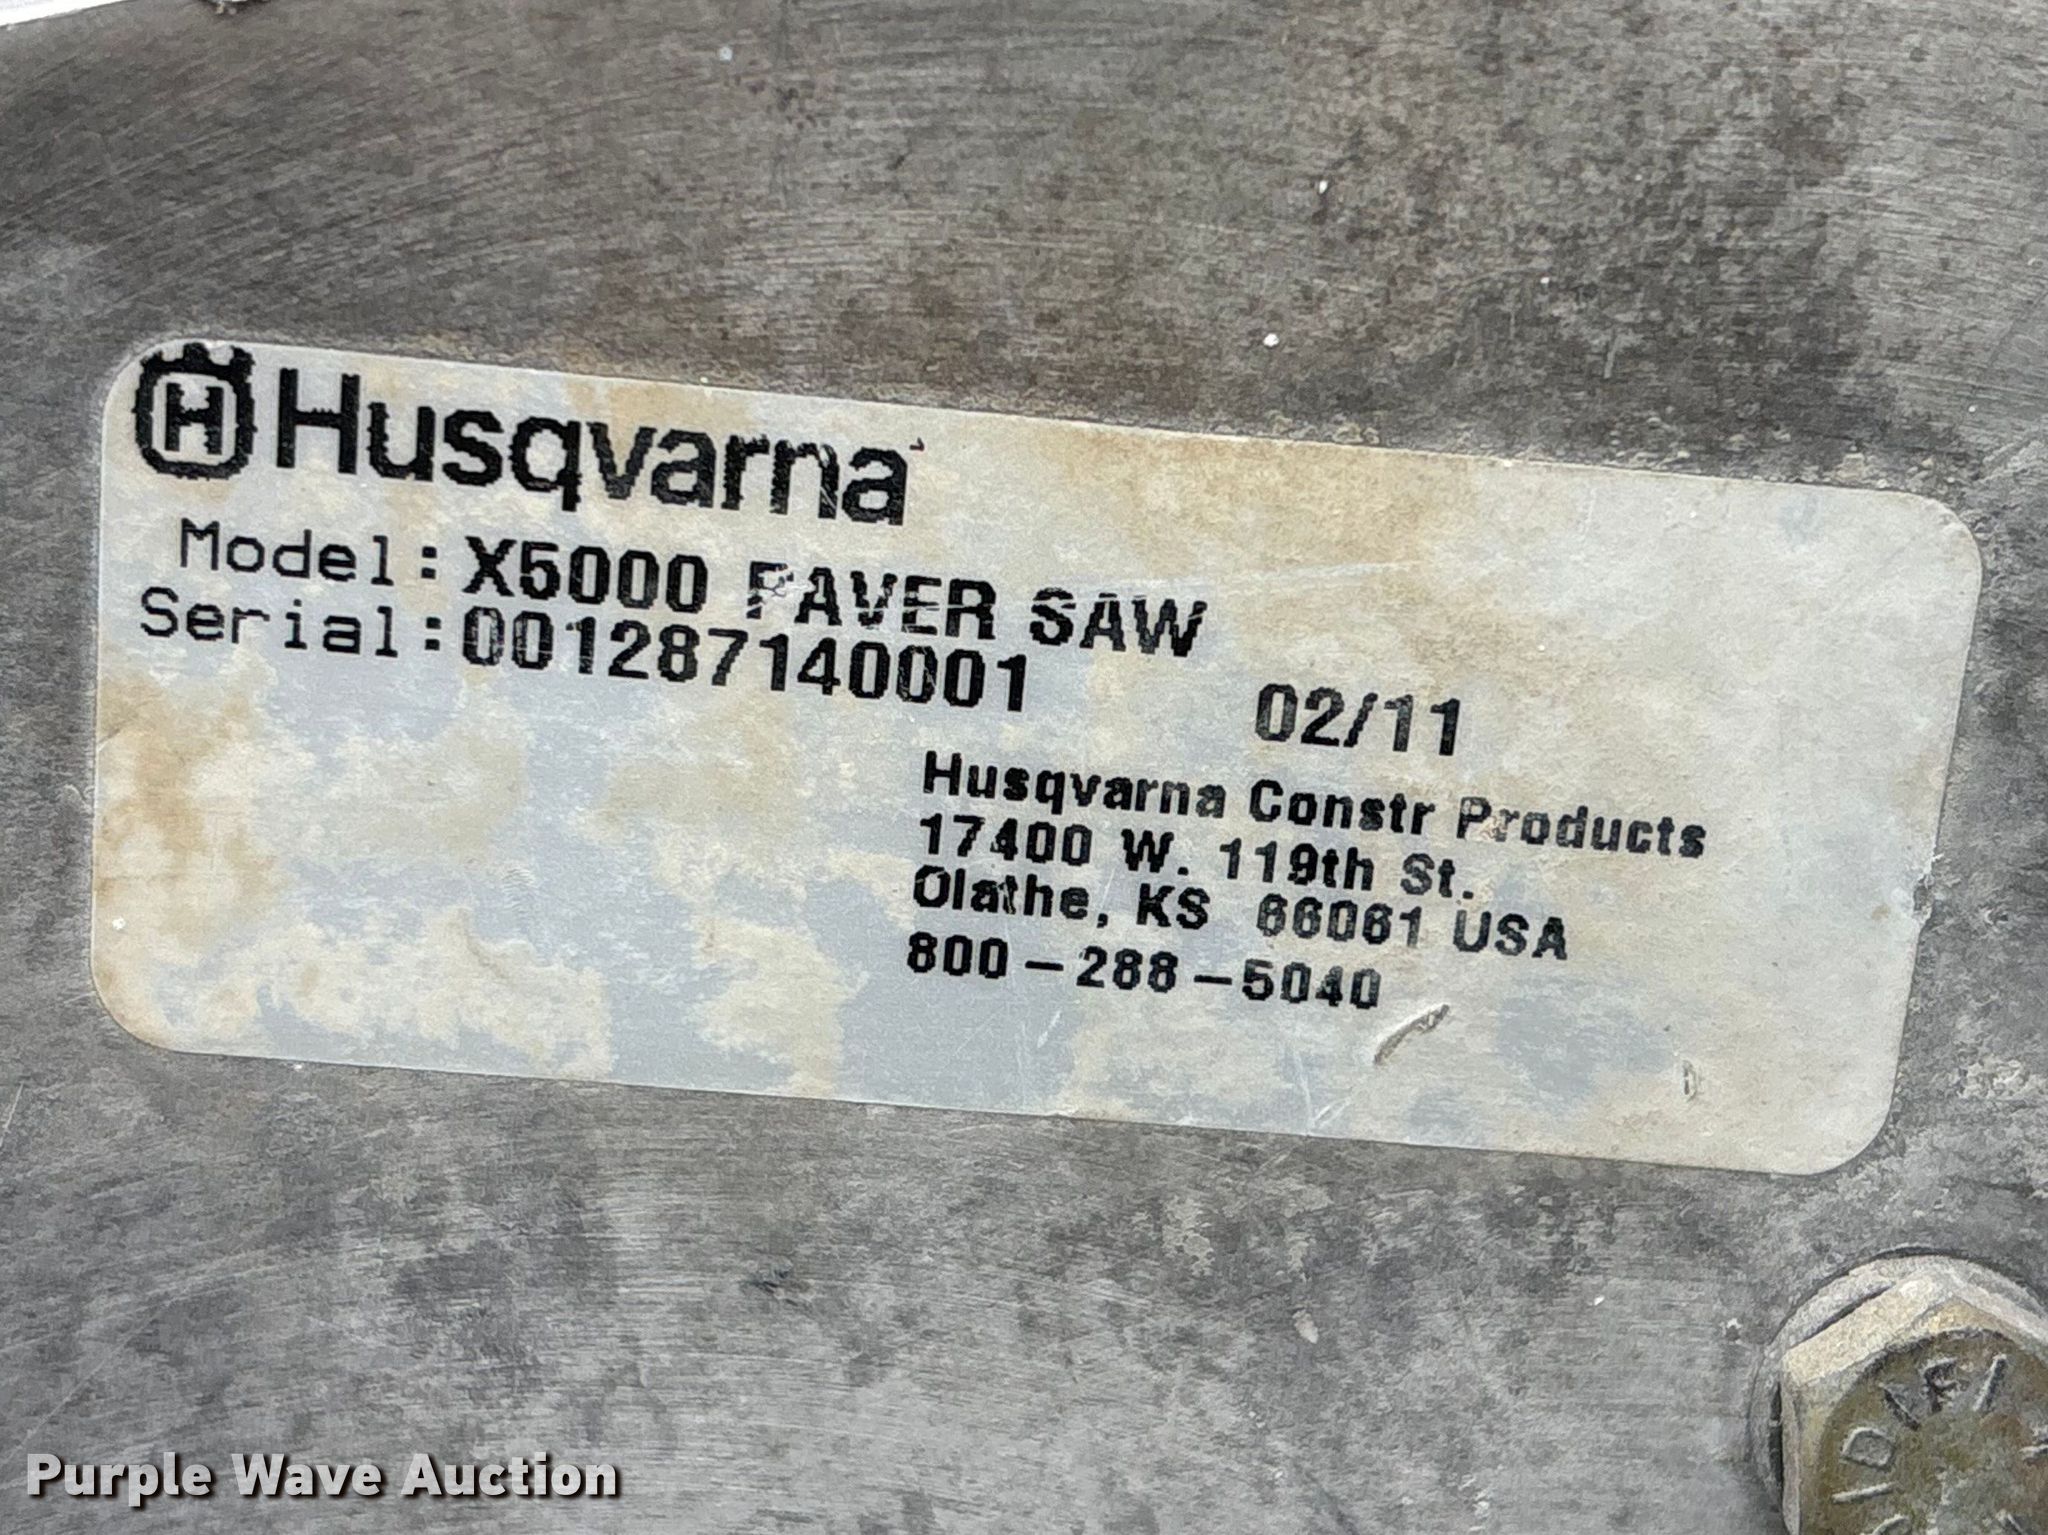 Husqvarna
Model: X5000 PAVER SAW
Serial: 001287140001
02/11
Husqvarna Constr Products
17400 W. 119th St.
Olathe, KS 66061 USA
800-288-5040
Purple Wave Auction